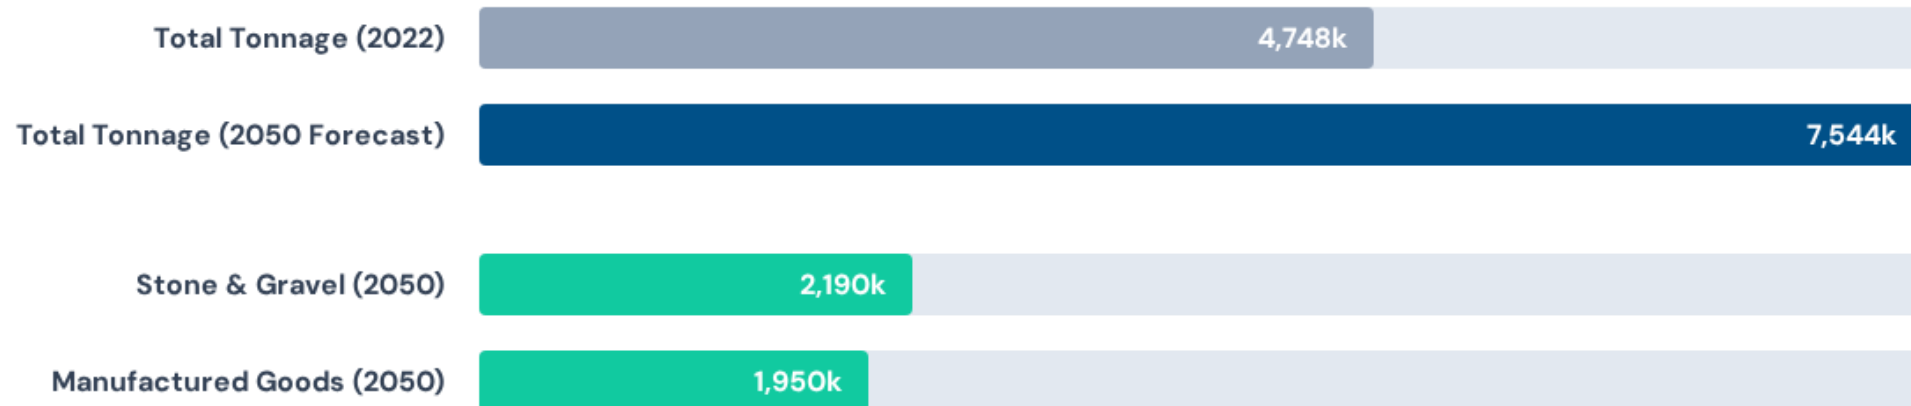 Total Tonnage (2022) 4,748k
Total Tonnage (2050 Forecast) 7,544k
Stone & Gravel (2050) 2,190k
Manufactured Goods (2050) 1,950k